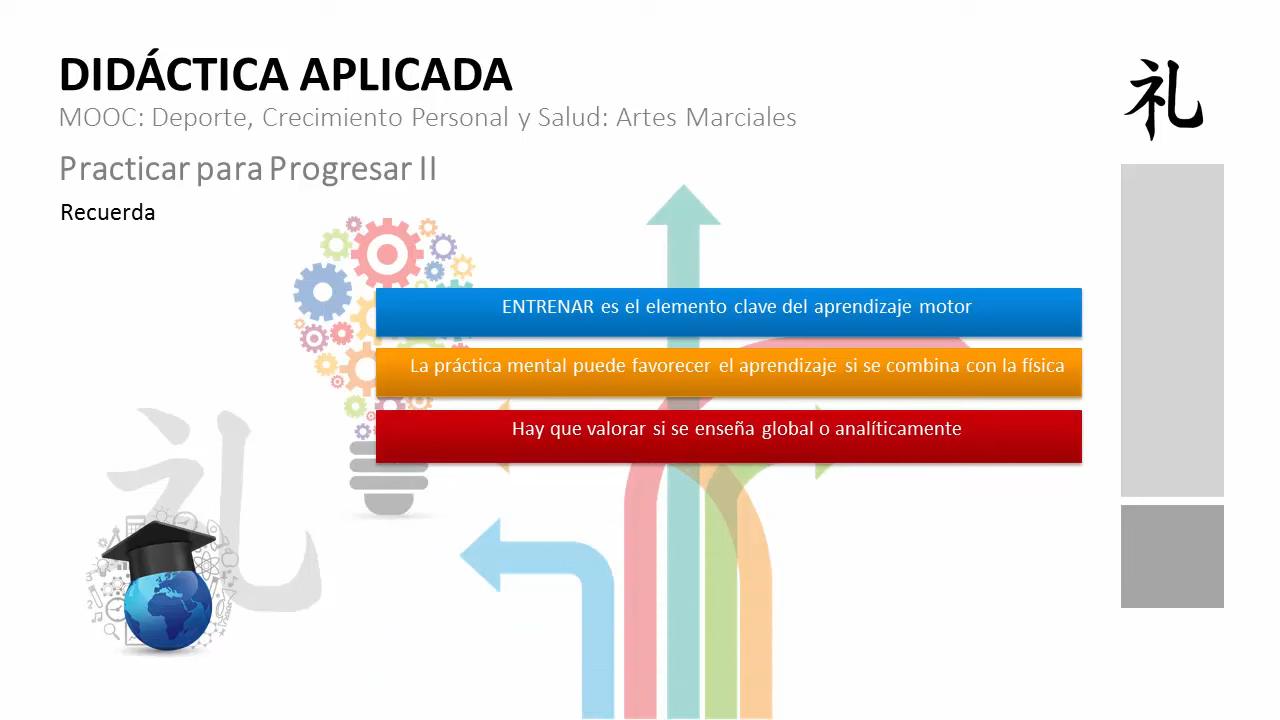 DIDÁCTICA APLICADA
礼
MOOC: Deporte, Crecimiento Personal y Salud: Artes Marciales
Practicar para Progresar II
Recuerda
ENTRENAR es el elemento clave del aprendizaje motor
La práctica mental puede favorecer el aprendizaje si se combina con la física
Hay que valorar si se enseña global o analíticamente
礼